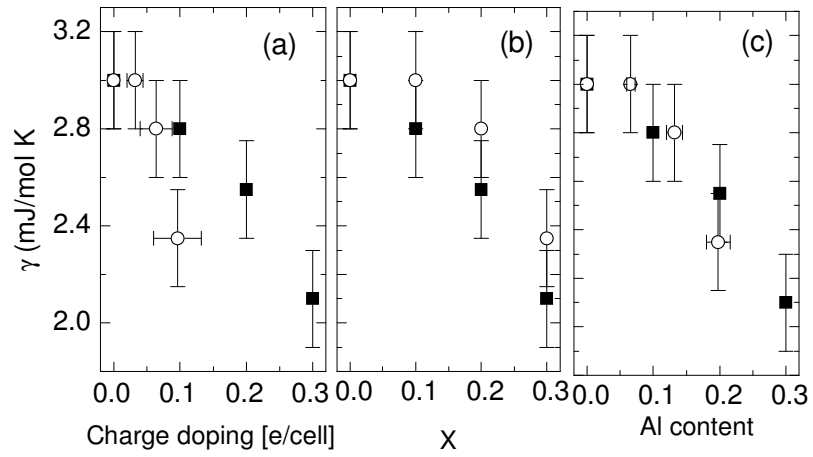 (a) (b) (c)
3.2
2.8
2.4
2.0
γ (mJ/mol K)
0.0 0.1 0.2 0.3 0.0 0.1 0.2 0.3 0.0 0.1 0.2 0.3
Charge doping [e/cell] X Al content